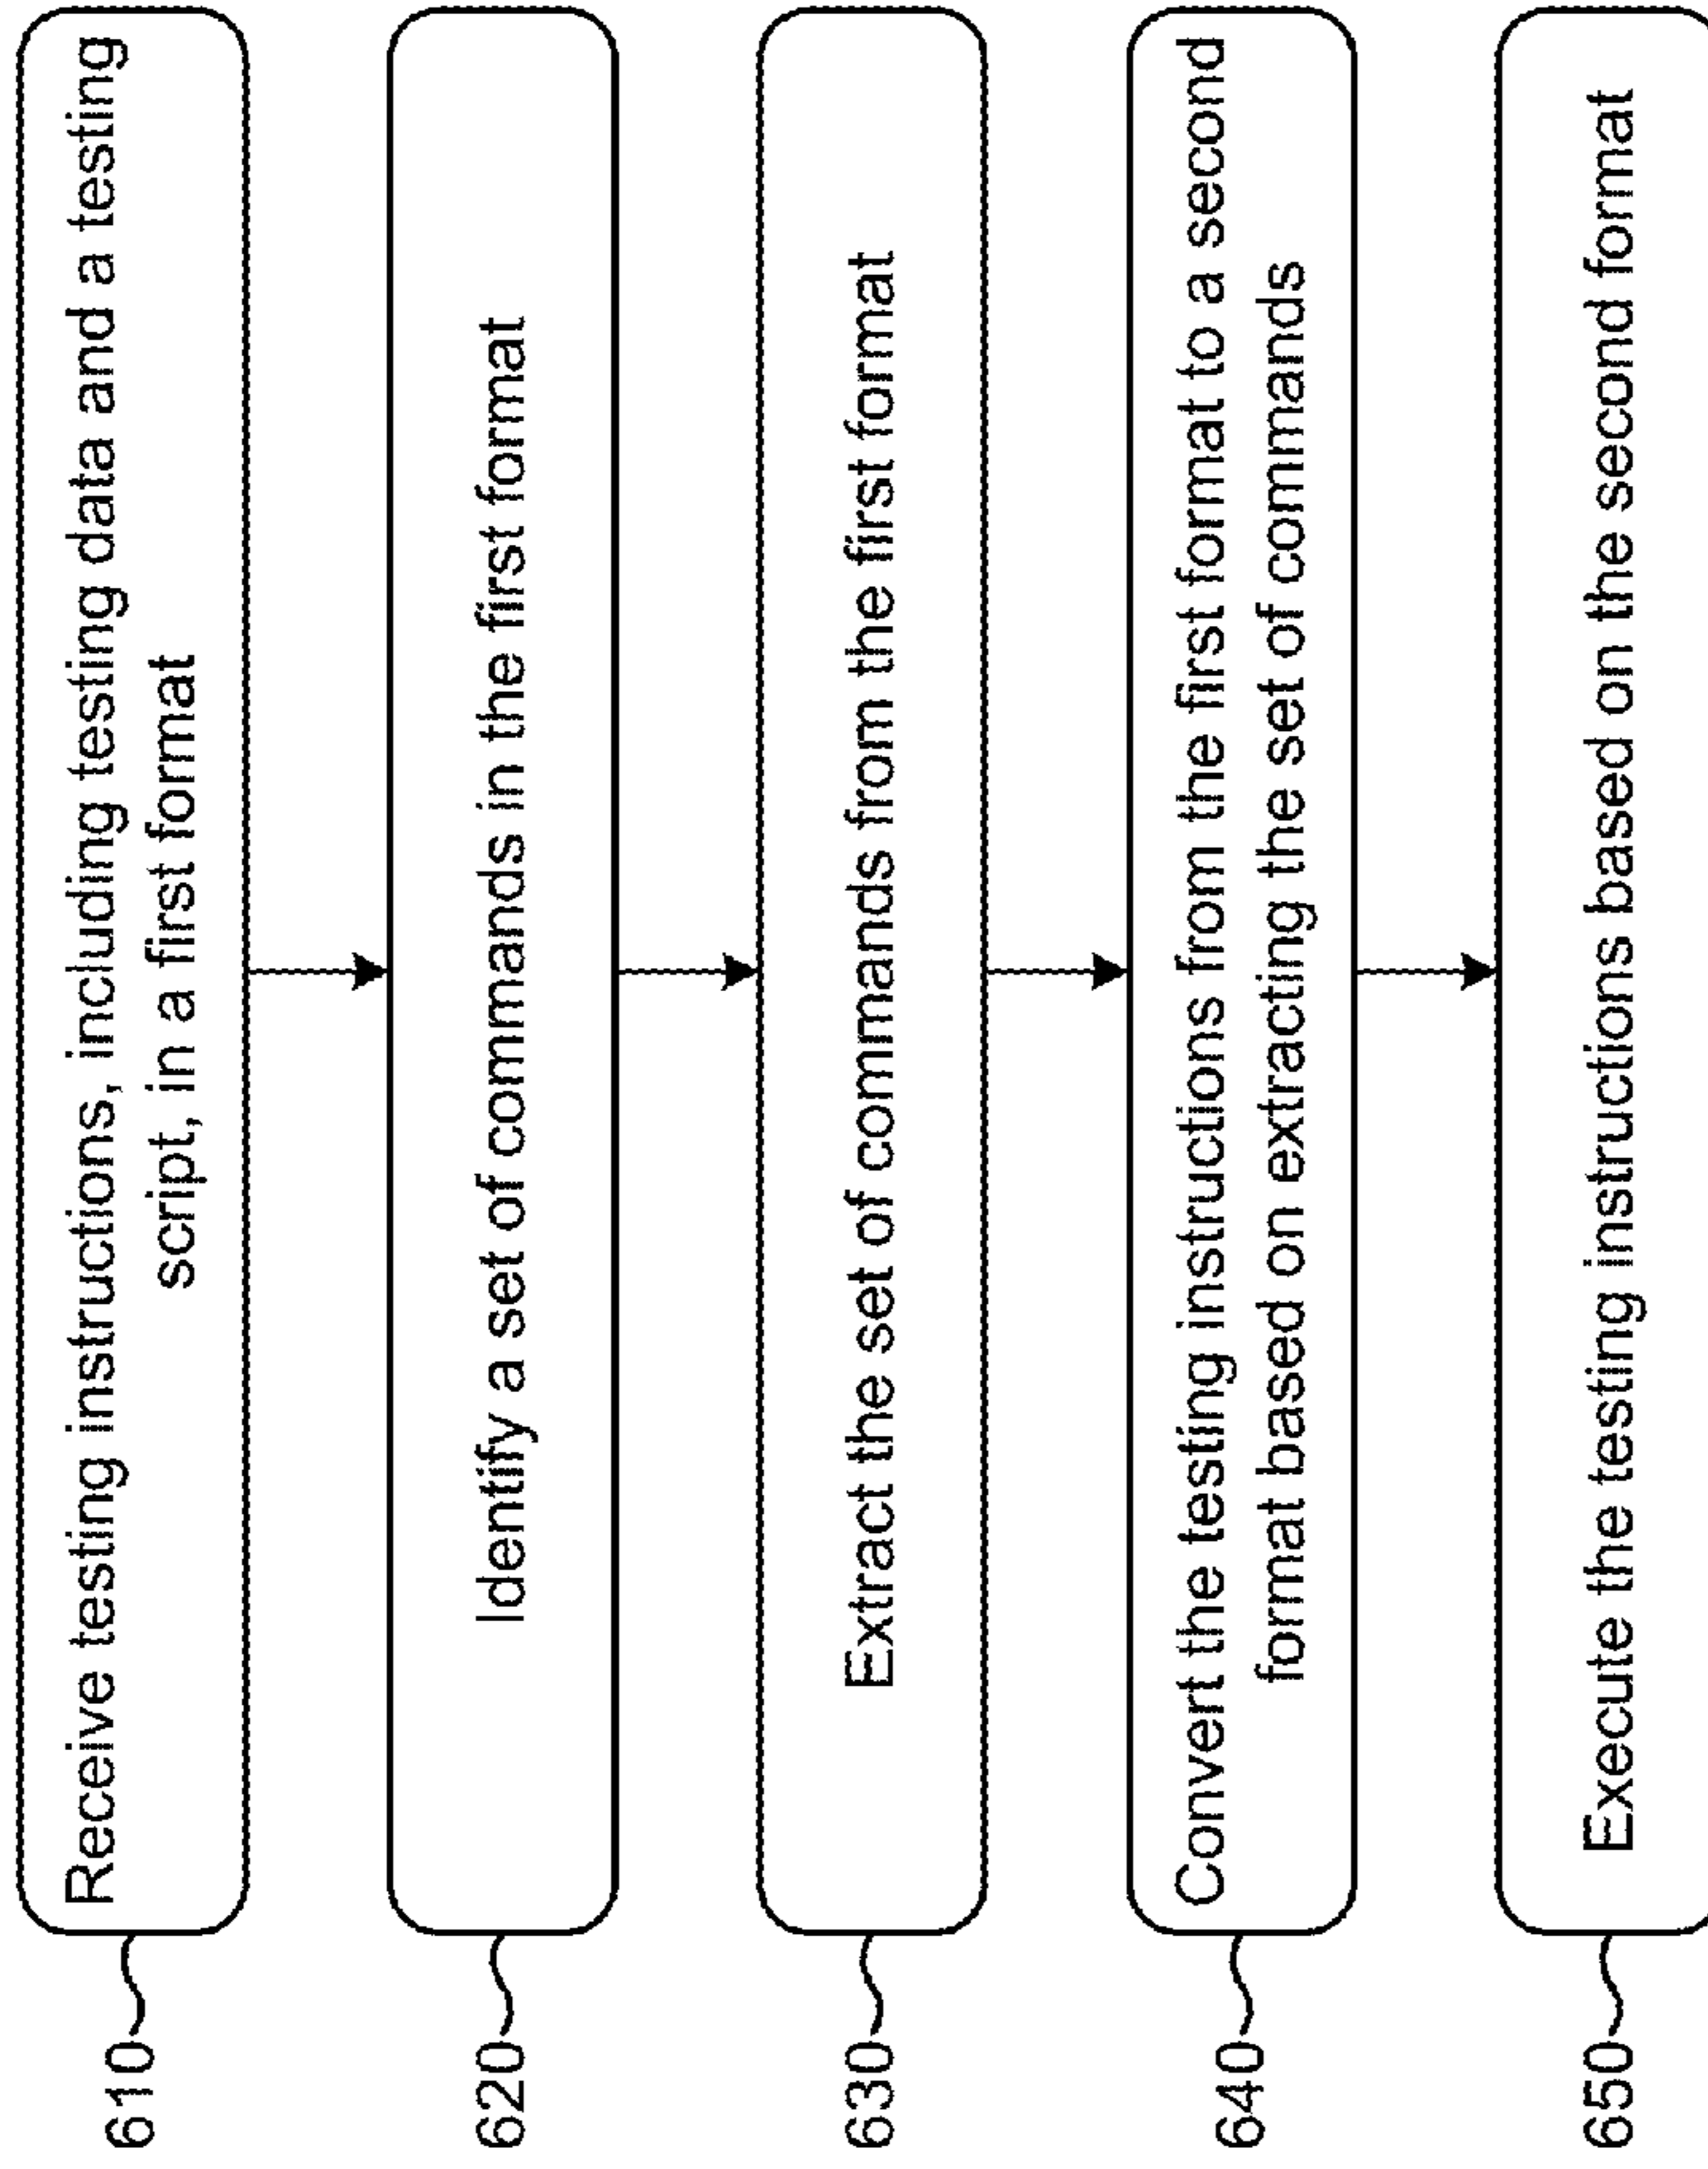 610
Receive testing instructions, including testing data and a testing
script, in a first format
620
Identify a set of commands in the first format
630
Extract the set of commands from the first format
640
Convert the testing instructions from the first format to a second
format based on extracting the set of commands
650
Execute the testing instructions based on the second format